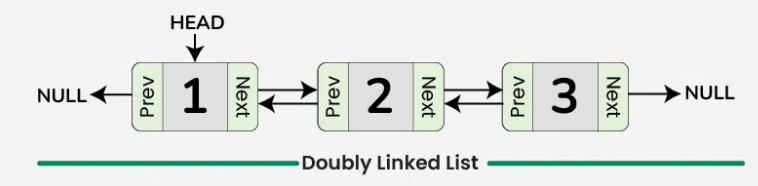 HEAD
NULL Prev 1 Next Prev 2 Next Prev 3 Next NULL
Doubly Linked List